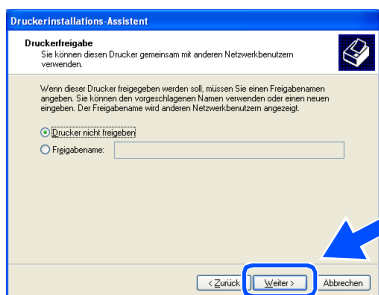 Druckerinstallations-Assistent
Druckerfreigabe
Sie können diesen Drucker gemeinsam mit anderen Netzwerkbenutzern
verwenden.
Wenn dieser Drucker freigegeben werden soll, müssen Sie einen Freigabenamen
angeben. Sie können den vorgeschlagenen Namen verwenden oder einen neuen
eingeben. Der Freigabename wird anderen Netzwerkbenutzern angezeigt.
Drucker nicht freigeben
Freigabename:
< Zurück
Weiter >
Abbrechen